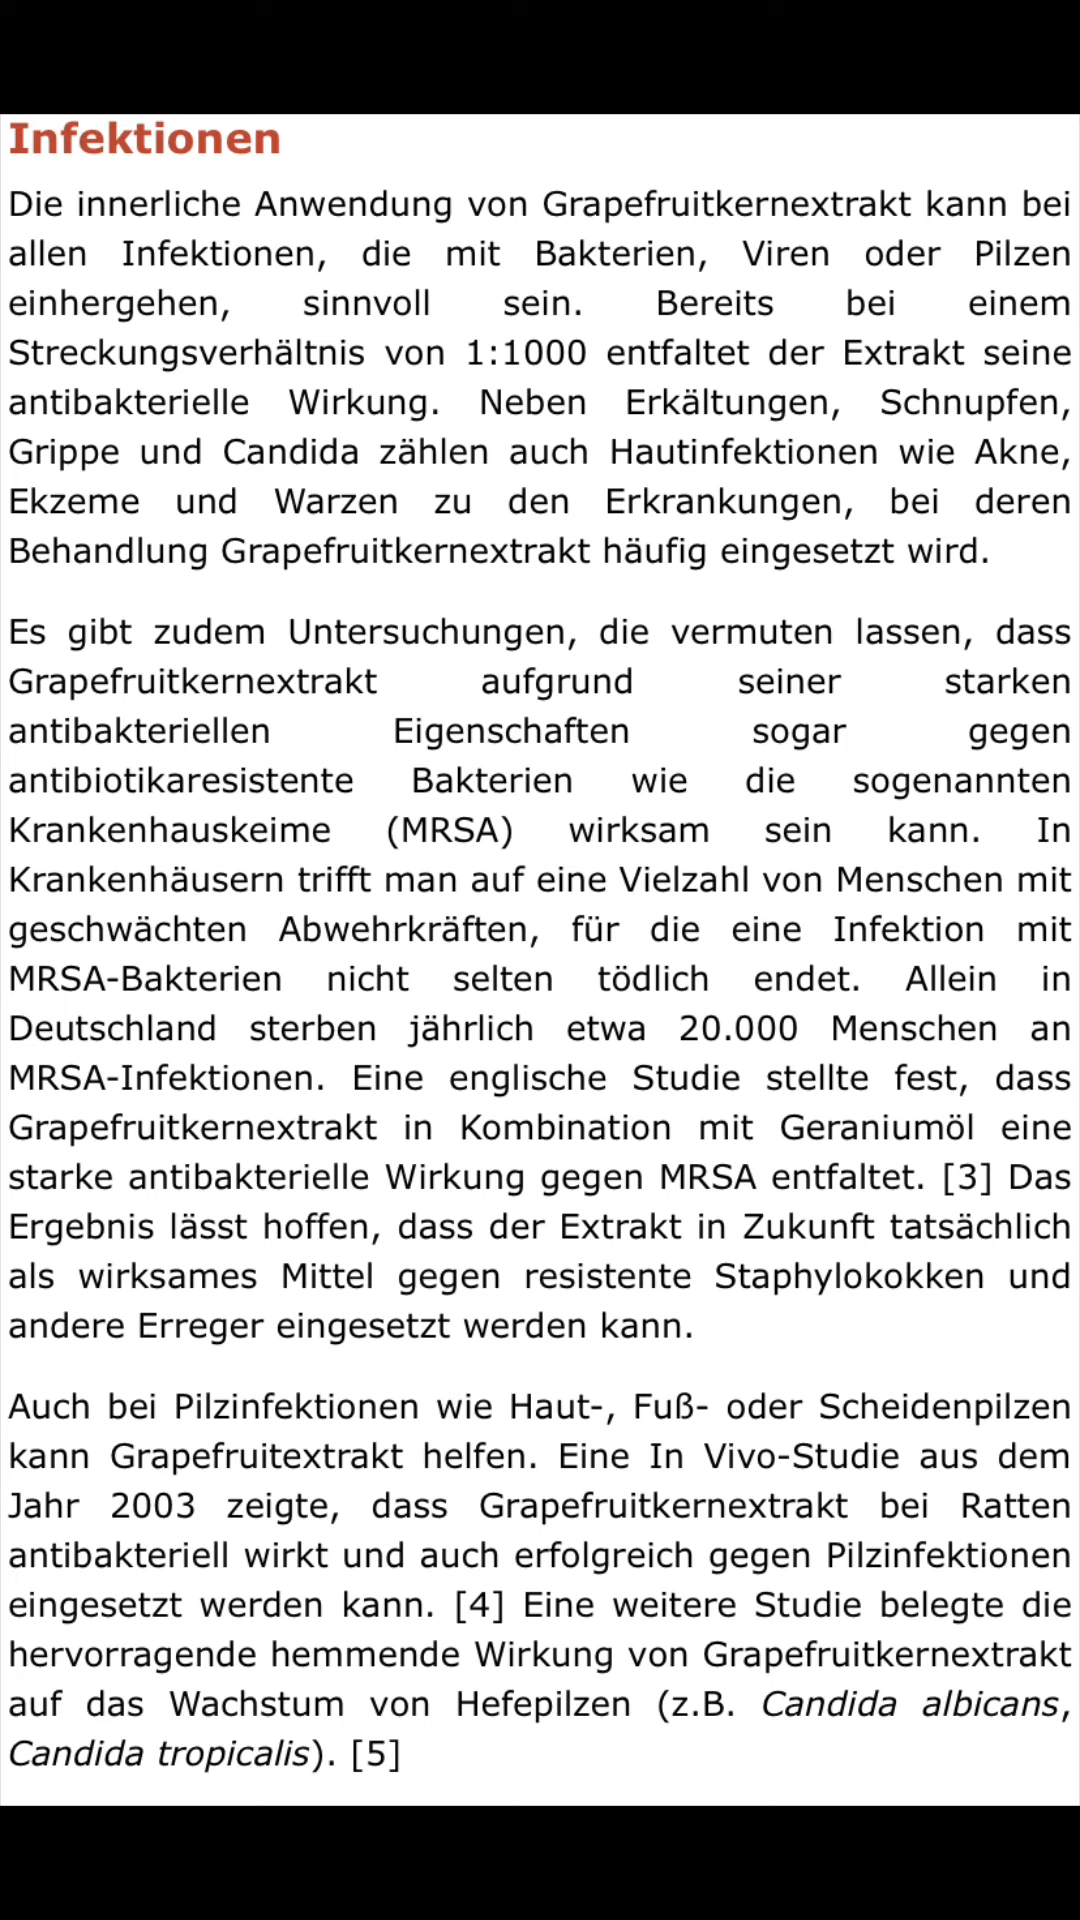 Infektionen
Die innerliche Anwendung von Grapefruitkernextrakt kann bei
allen Infektionen, die mit Bakterien, Viren oder Pilzen
einhergehen, sinnvoll sein. Bereits bei einem
Streckungsverhältnis von 1:1000 entfaltet der Extrakt seine
antibakterielle Wirkung. Neben Erkältungen, Schnupfen,
Grippe und Candida zählen auch Hautinfektionen wie Akne,
Ekzeme und Warzen zu den Erkrankungen, bei deren
Behandlung Grapefruitkernextrakt häufig eingesetzt wird.
Es gibt zudem Untersuchungen, die vermuten lassen, dass
Grapefruitkernextrakt aufgrund seiner starken
antibakteriellen Eigenschaften sogar gegen
antibiotikaresistente Bakterien wie die sogenannten
Krankenhauskeime (MRSA) wirksam sein kann. In
Krankenhäusern trifft man auf eine Vielzahl von Menschen mit
geschwächten Abwehrkräften, für die eine Infektion mit
MRSA-Bakterien nicht selten tödlich endet. Allein in
Deutschland sterben jährlich etwa 20.000 Menschen an
MRSA-Infektionen. Eine englische Studie stellte fest, dass
Grapefruitkernextrakt in Kombination mit Geraniumöl eine
starke antibakterielle Wirkung gegen MRSA entfaltet. [3] Das
Ergebnis lässt hoffen, dass der Extrakt in Zukunft tatsächlich
als wirksames Mittel gegen resistente Staphylokokken und
andere Erreger eingesetzt werden kann.
Auch bei Pilzinfektionen wie Haut-, Fuß- oder Scheidenpilzen
kann Grapefruitextrakt helfen. Eine In Vivo-Studie aus dem
Jahr 2003 zeigte, dass Grapefruitkernextrakt bei Ratten
antibakteriell wirkt und auch erfolgreich gegen Pilzinfektionen
eingesetzt werden kann. [4] Eine weitere Studie belegte die
hervorragende hemmende Wirkung von Grapefruitkernextrakt
auf das Wachstum von Hefepilzen (z.B. Candida albicans,
Candida tropicalis). [5]